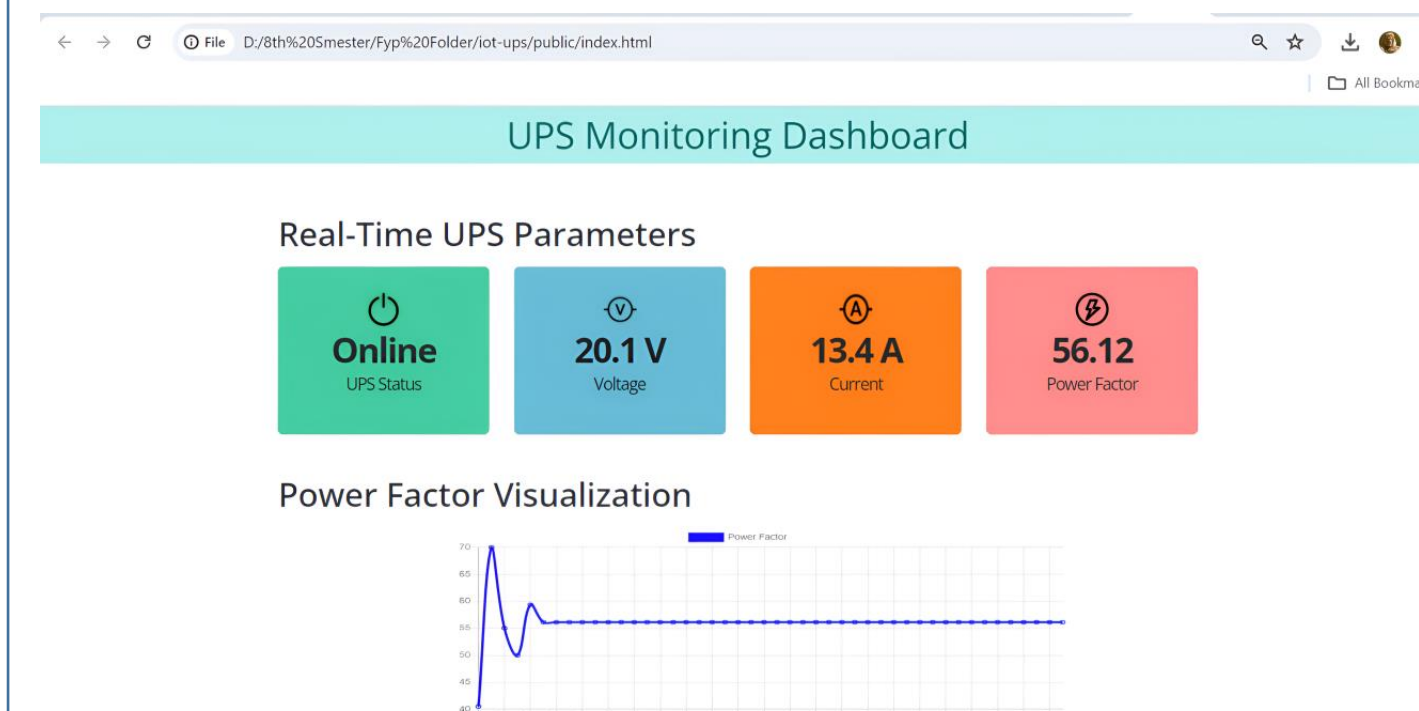 File D:/8th%20Smester/Fyp%20Folder/iot-ups/public/index.html
All Bookma
UPS Monitoring Dashboard
Real-Time UPS Parameters
V A
Online 20.1 V 13.4 A 56.12
UPS Status Voltage Current Power Factor
Power Factor Visualization
Power Factor
70
65
60
55
50
45
40